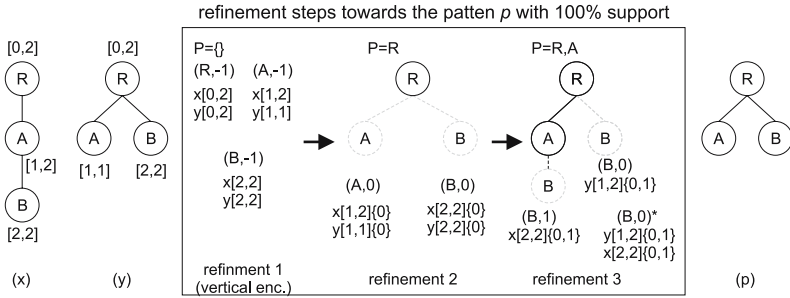 refinement steps towards the patten p with 100% support
[0,2]
R
A
[1,2]
B
[2,2]
(x)
[0,2]
R
A
B
[1,1]
[2,2]
(y)
P={}
(R,-1) (A,-1)
x[0,2] x[1,2]
y[0,2] y[1,1]
(B,-1)
x[2,2]
y[2,2]
refinment 1
(vertical enc.)
P=R
R
A
B
(A,0) (B,0)
x[1,2]{0} x[2,2]{0}
y[1,1]{0} y[2,2]{0}
refinement 2
P=R,A
R
A
B
B
(B,0)
y[1,2]{0,1}
(B,1)
x[2,2]{0,1}
(B,0)*
y[1,2]{0,1}
x[2,2]{0,1}
refinement 3
R
A
B
(p)